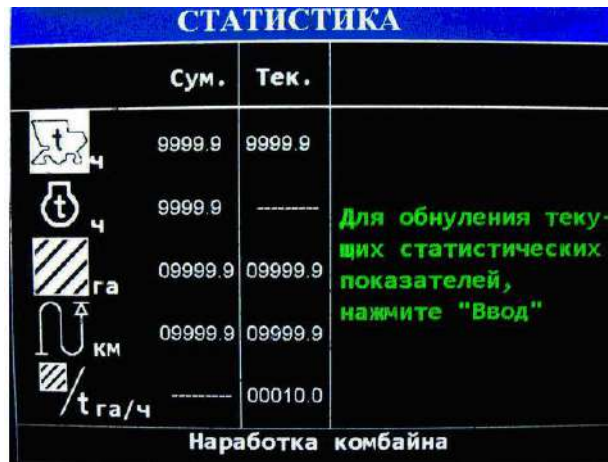 СТАТИСТИКА
Сум. Тек.
t ч 9999.9 9999.9
t ч 9999.9 --------
га 09999.9 09999.9
км 09999.9 09999.9
/t га/ч -------- 00010.0
Для обнуления теку-
щих статистических
показателей,
нажмите "Ввод"
Наработка комбайна